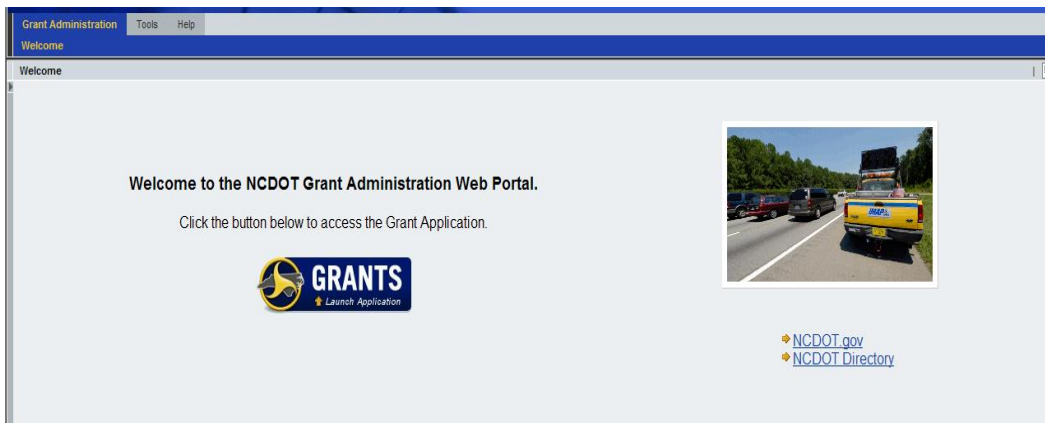 Grant Administration Tools Help
Welcome
Welcome
Welcome to the NCDOT Grant Administration Web Portal.
Click the button below to access the Grant Application.
GRANTS
Launch Application
IMAP
NCDOT.gov
NCDOT Directory